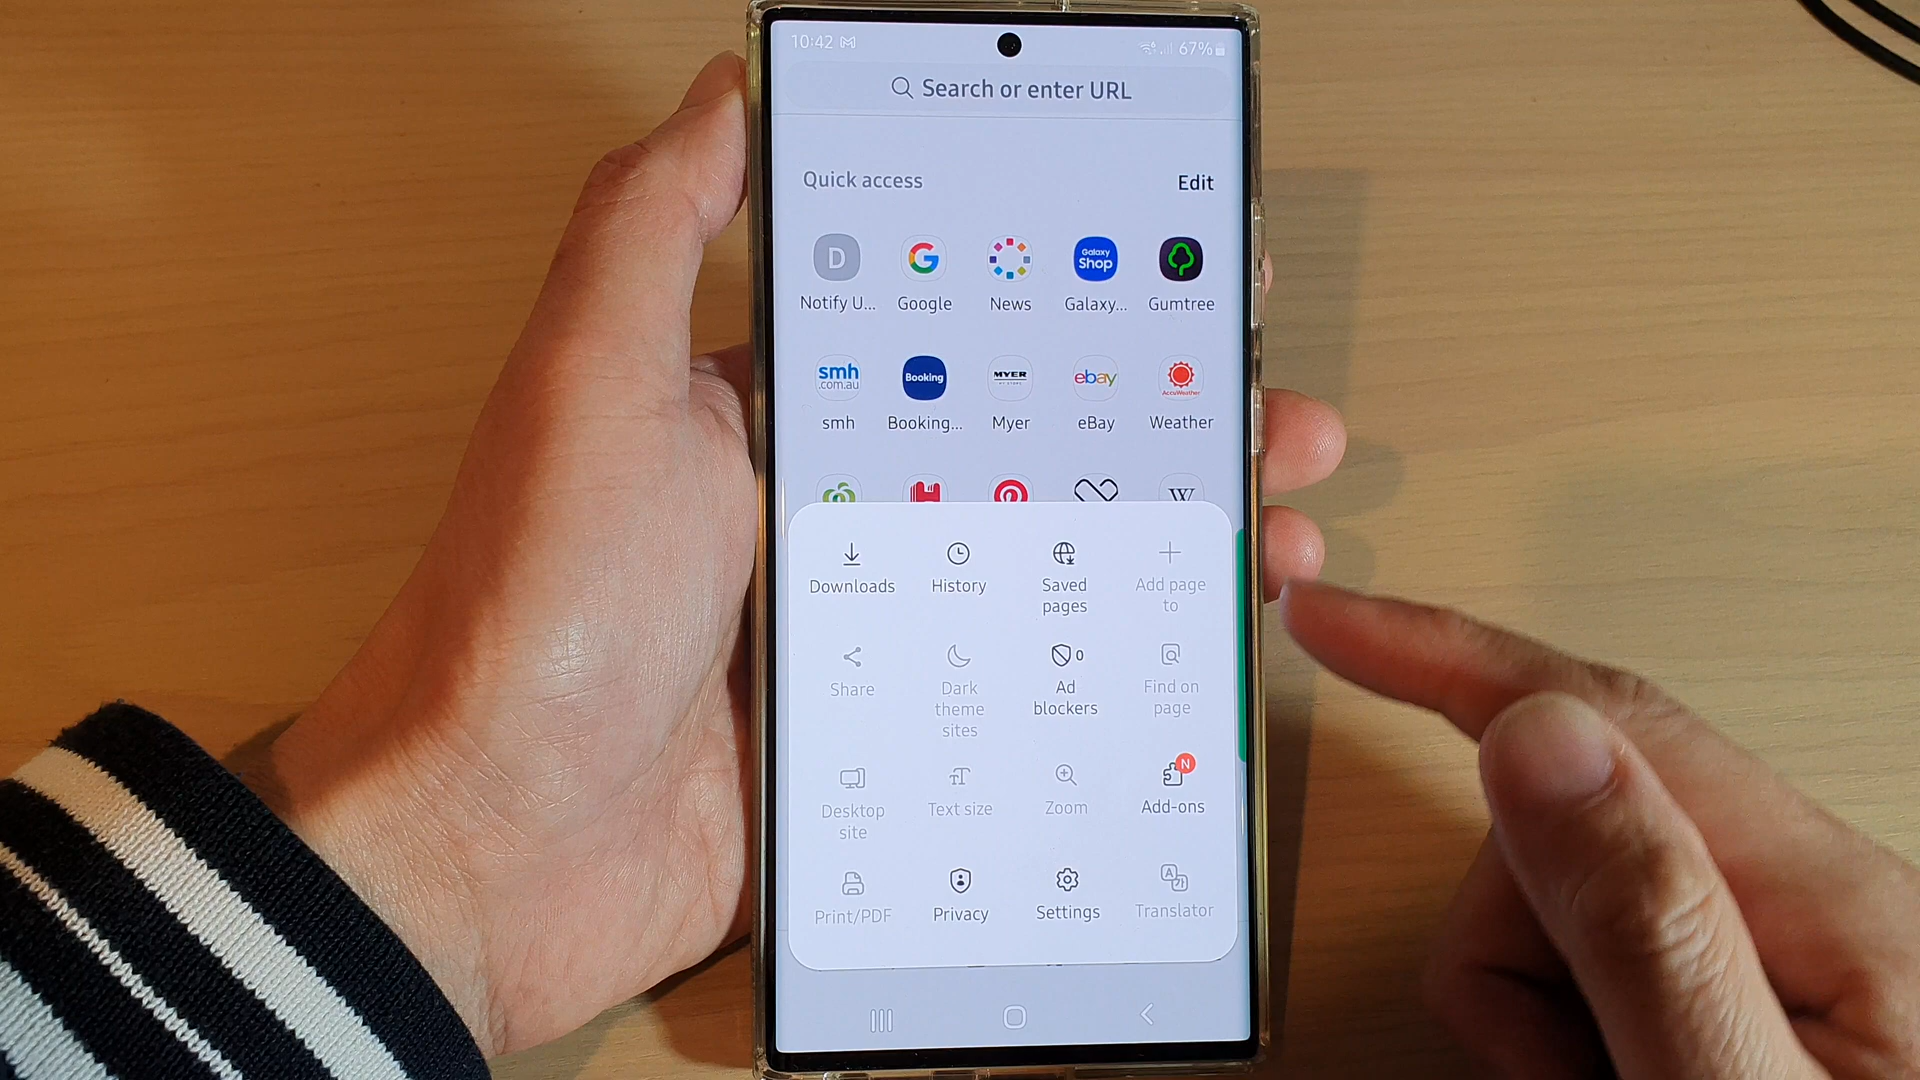 10:42
67%
Search or enter URL
Quick access
Edit
D
G
Galaxy
Shop
Notify U...
Google
News
Galaxy...
Gumtree
smh
.com.au
Booking
MYER
ebay
AccuWeather
smh
Booking...
Myer
eBay
Weather
W
Downloads
History
Saved
pages
Add page
to
Share
Dark
theme
sites
0
Ad
blockers
Find on
page
Desktop
site
TT
Text size
Zoom
N
Add-ons
Print/PDF
Privacy
Settings
A
Translator